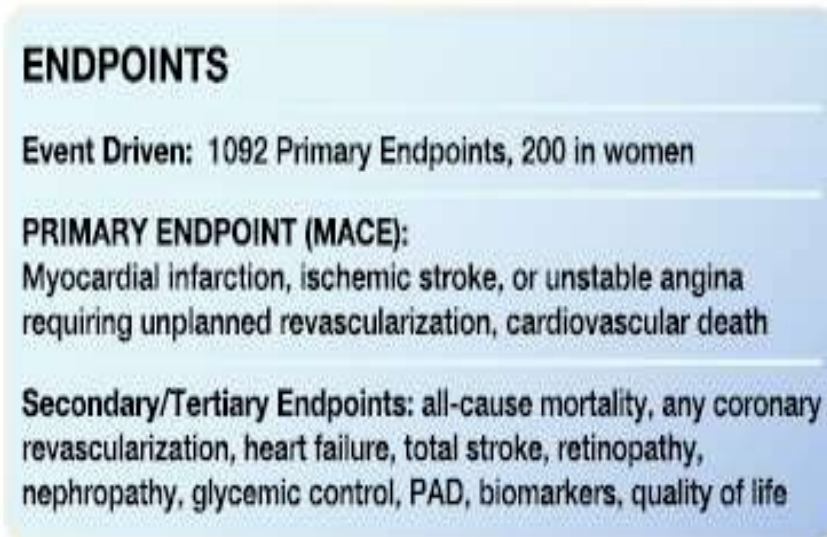 ENDPOINTS
Event Driven: 1092 Primary Endpoints, 200 in women
PRIMARY ENDPOINT (MACE):
Myocardial infarction, ischemic stroke, or unstable angina
requiring unplanned revascularization, cardiovascular death
Secondary/Tertiary Endpoints: all-cause mortality, any coronary
revascularization, heart failure, total stroke, retinopathy,
nephropathy, glycemic control, PAD, biomarkers, quality of life